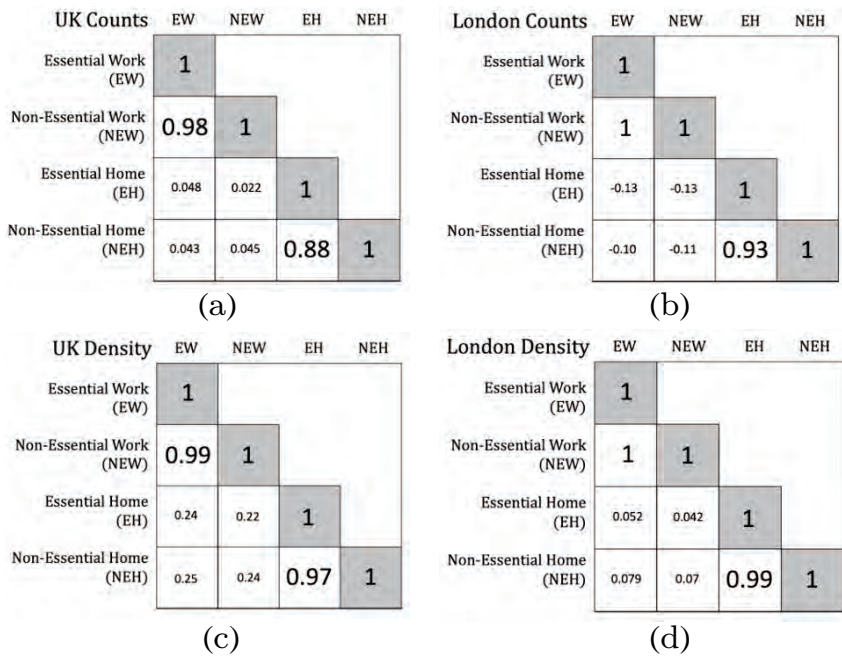 UK Counts EW NEW EH NEH
Essential Work
(EW)
1
Non-Essential Work
(NEW)
0.98 1
Essential Home
(EH)
0.048 0.022 1
Non-Essential Home
(NEH)
0.043 0.045 0.88 1
(a)
London Counts EW NEW EH NEH
Essential Work
(EW)
1
Non-Essential Work
(NEW)
1 1
Essential Home
(EH)
-0.13 -0.13 1
Non-Essential Home
(NEH)
-0.10 -0.11 0.93 1
(b)
UK Density EW NEW EH NEH
Essential Work
(EW)
1
Non-Essential Work
(NEW)
0.99 1
Essential Home
(EH)
0.24 0.22 1
Non-Essential Home
(NEH)
0.25 0.24 0.97 1
(c)
London Density EW NEW EH NEH
Essential Work
(EW)
1
Non-Essential Work
(NEW)
1 1
Essential Home
(EH)
0.052 0.042 1
Non-Essential Home
(NEH)
0.079 0.07 0.99 1
(d)